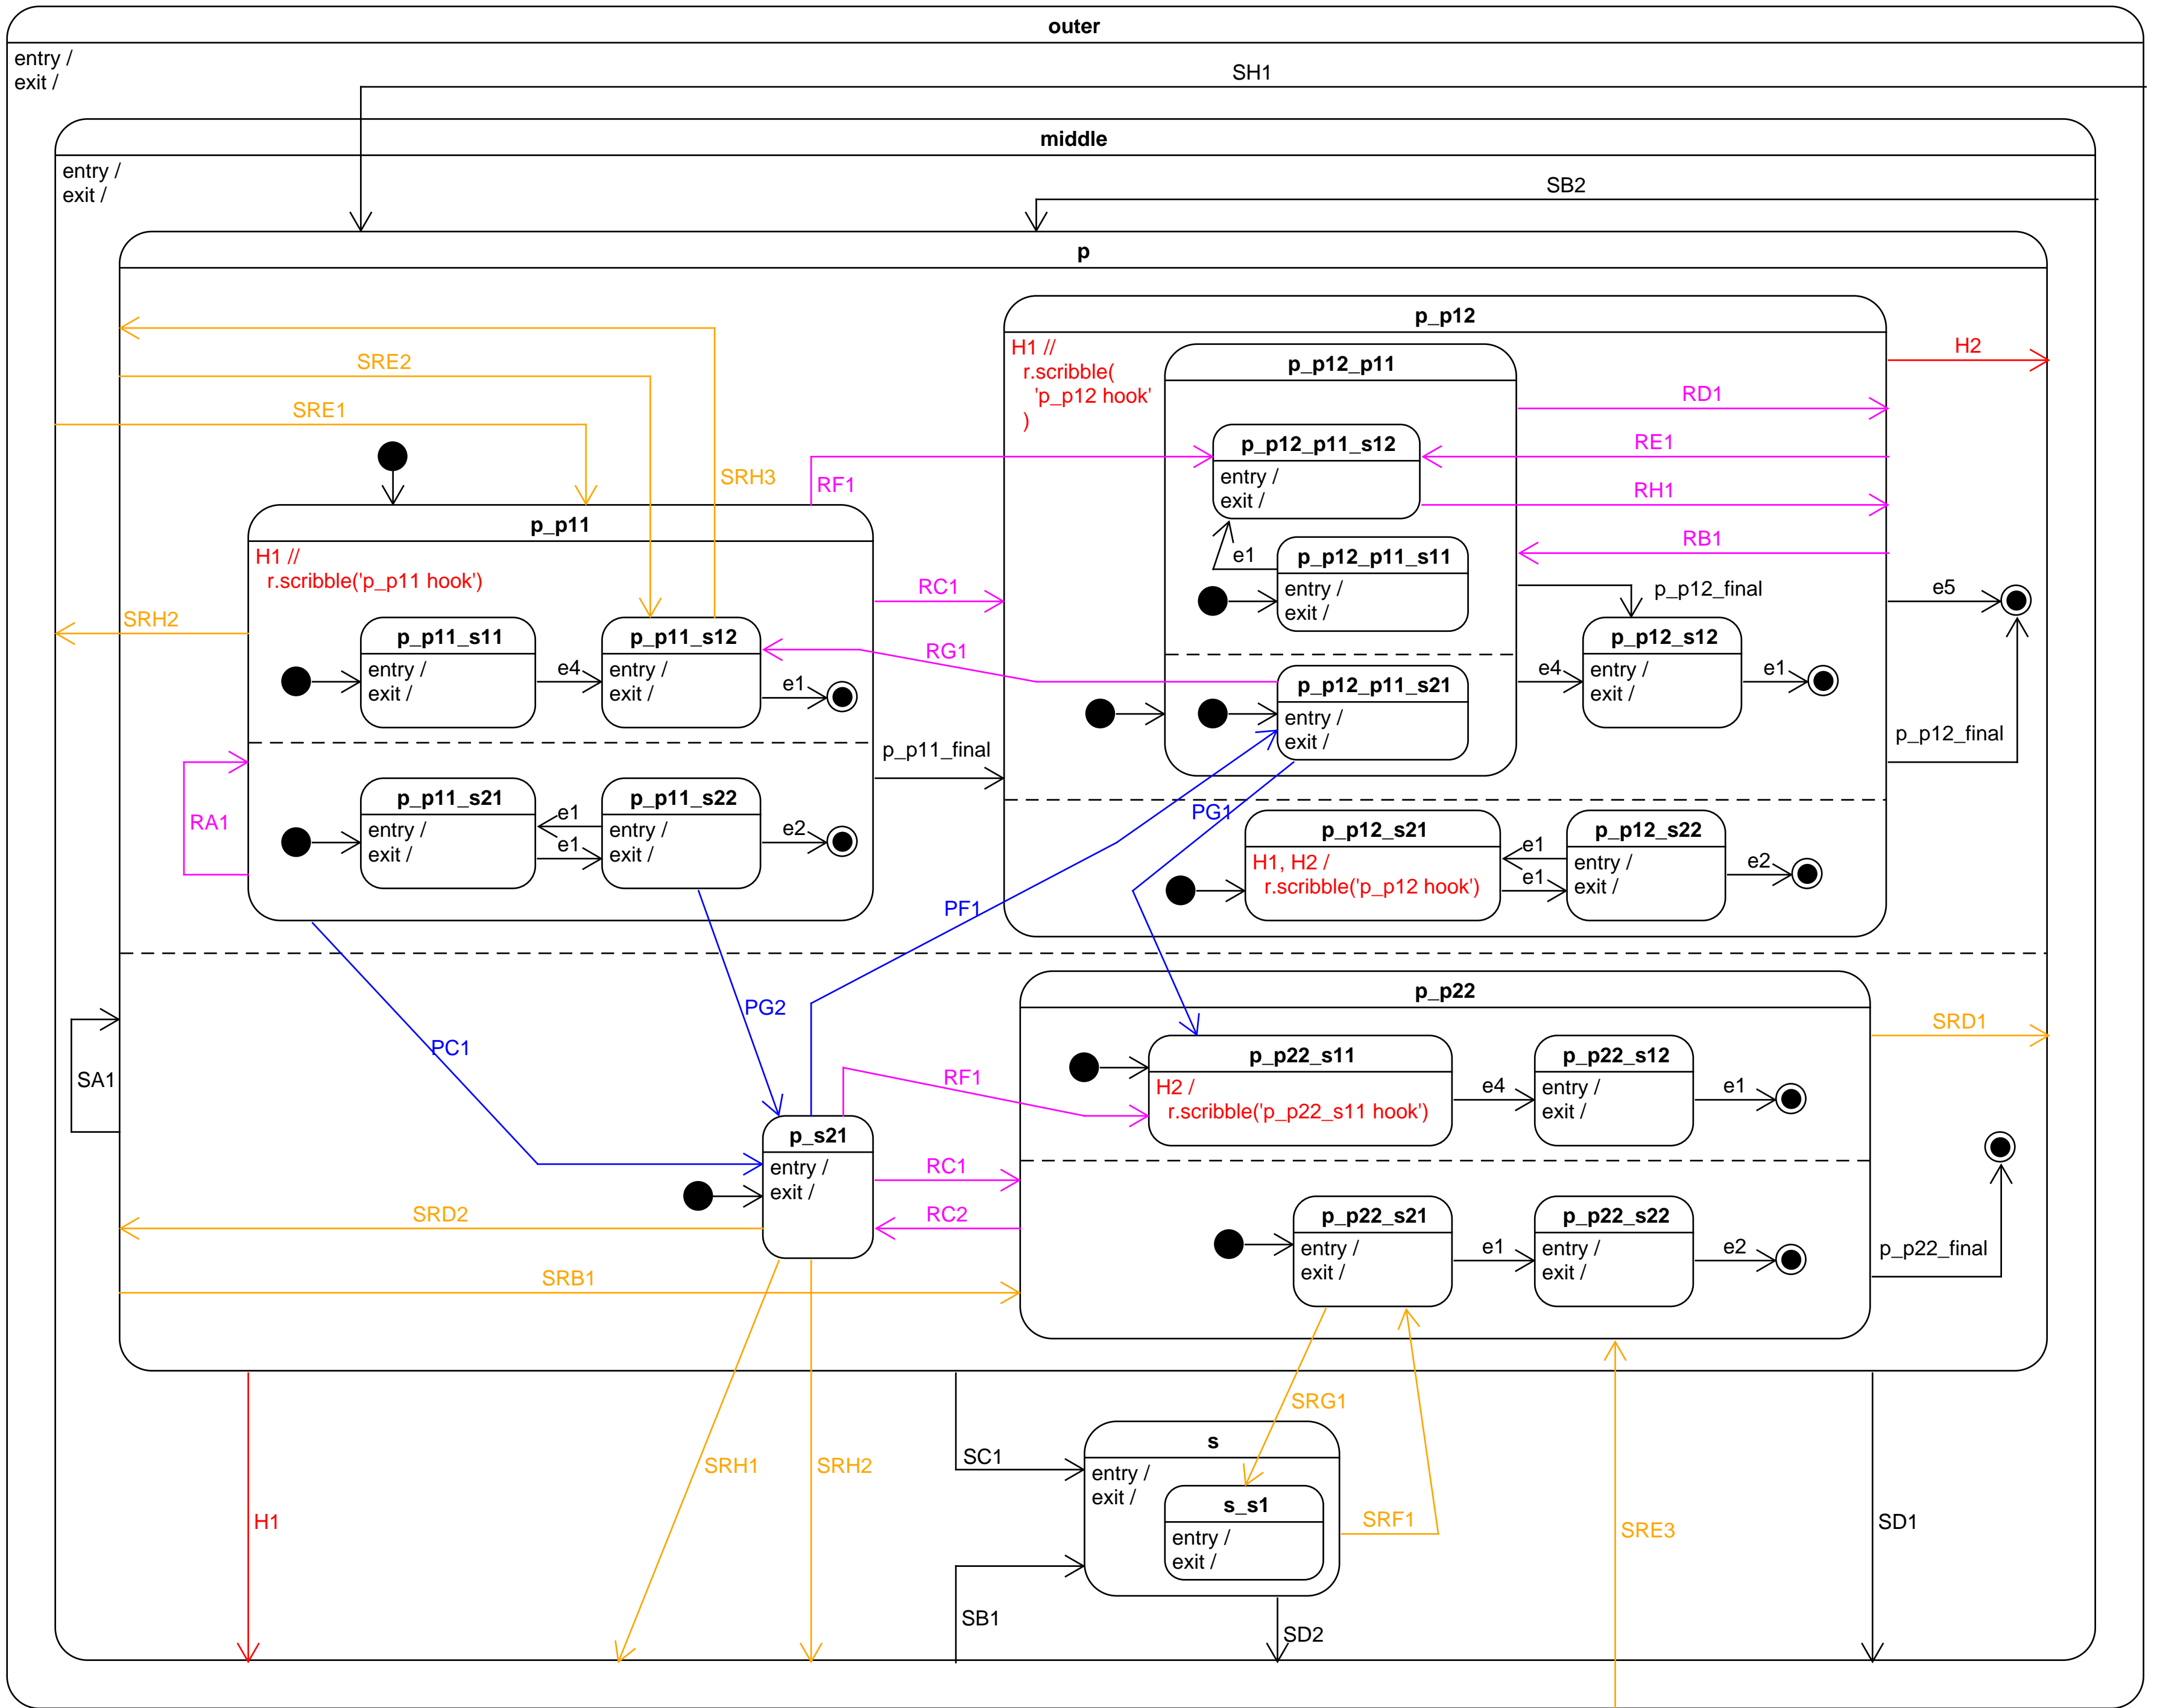 outer
entry /
exit /
SH1
middle
entry /
exit /
SB2
p
p_p12
H1 //
r.scribble(
'p_p12 hook'
)
H2
p_p12_p11
SRE2
RD1
SRE1
p_p12_p11_s12
entry /
exit /
RE1
SRH3
RF1
RH1
p_p11
H1 //
r.scribble('p_p11 hook')
RB1
e1
p_p12_p11_s11
entry /
exit /
RC1
p_p12_final
e5
SRH2
p_p11_s11
entry /
exit /
e4
p_p11_s12
entry /
exit /
e1
RG1
p_p12_s12
entry /
exit /
e4
e1
p_p12_p11_s21
entry /
exit /
p_p12_final
p_p11_final
RA1
p_p11_s21
entry /
exit /
e1
e1
p_p11_s22
entry /
exit /
e2
PG1
p_p12_s21
H1, H2 /
r.scribble('p_p12 hook')
e1
e1
p_p12_s22
entry /
exit /
e2
PF1
p_p22
PG2
SRD1
PC1
SA1
RF1
p_p22_s11
H2 /
r.scribble('p_p22_s11 hook')
e4
p_p22_s12
entry /
exit /
e1
p_s21
entry /
exit /
RC1
RC2
SRD2
p_p22_s21
entry /
exit /
e1
p_p22_s22
entry /
exit /
e2
p_p22_final
SRB1
SRG1
s
entry /
exit /
SC1
SRH1
SRH2
s_s1
entry /
exit /
SRF1
H1
SRE3
SD1
SB1
SD2